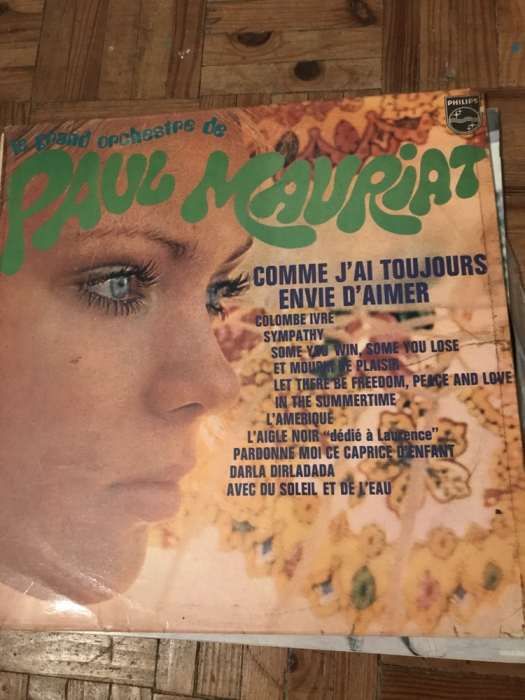 le grand orchestre de
PHILIPS
PAUL MAURIAT
COMME J'AI TOUJOURS
ENVIE D'AIMER
COLOMBE IVRE
SYMPATHY
SOME YOU WIN, SOME YOU LOSE
ET MOURIR DE PLAISIR
LET THERE BE FREEDOM, PEACE AND LOVE
IN THE SUMMERTIME
L'AMERIQUE
L'AIGLE NOIR "dédié à Laurence"
PARDONNE MOI CE CAPRICE D'ENFANT
DARLA DIRLADADA
AVEC DU SOLEIL ET DE L'EAU